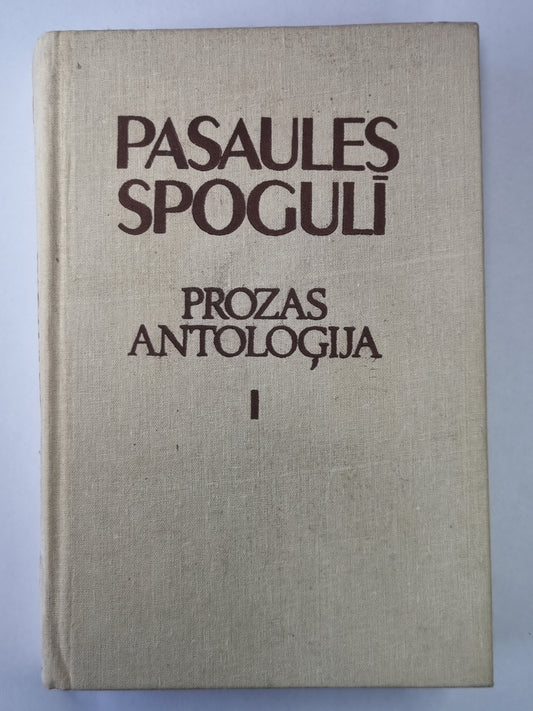 PASAULES
SPOGULĪ
PROZAS
ANTOLOĢIJA
I